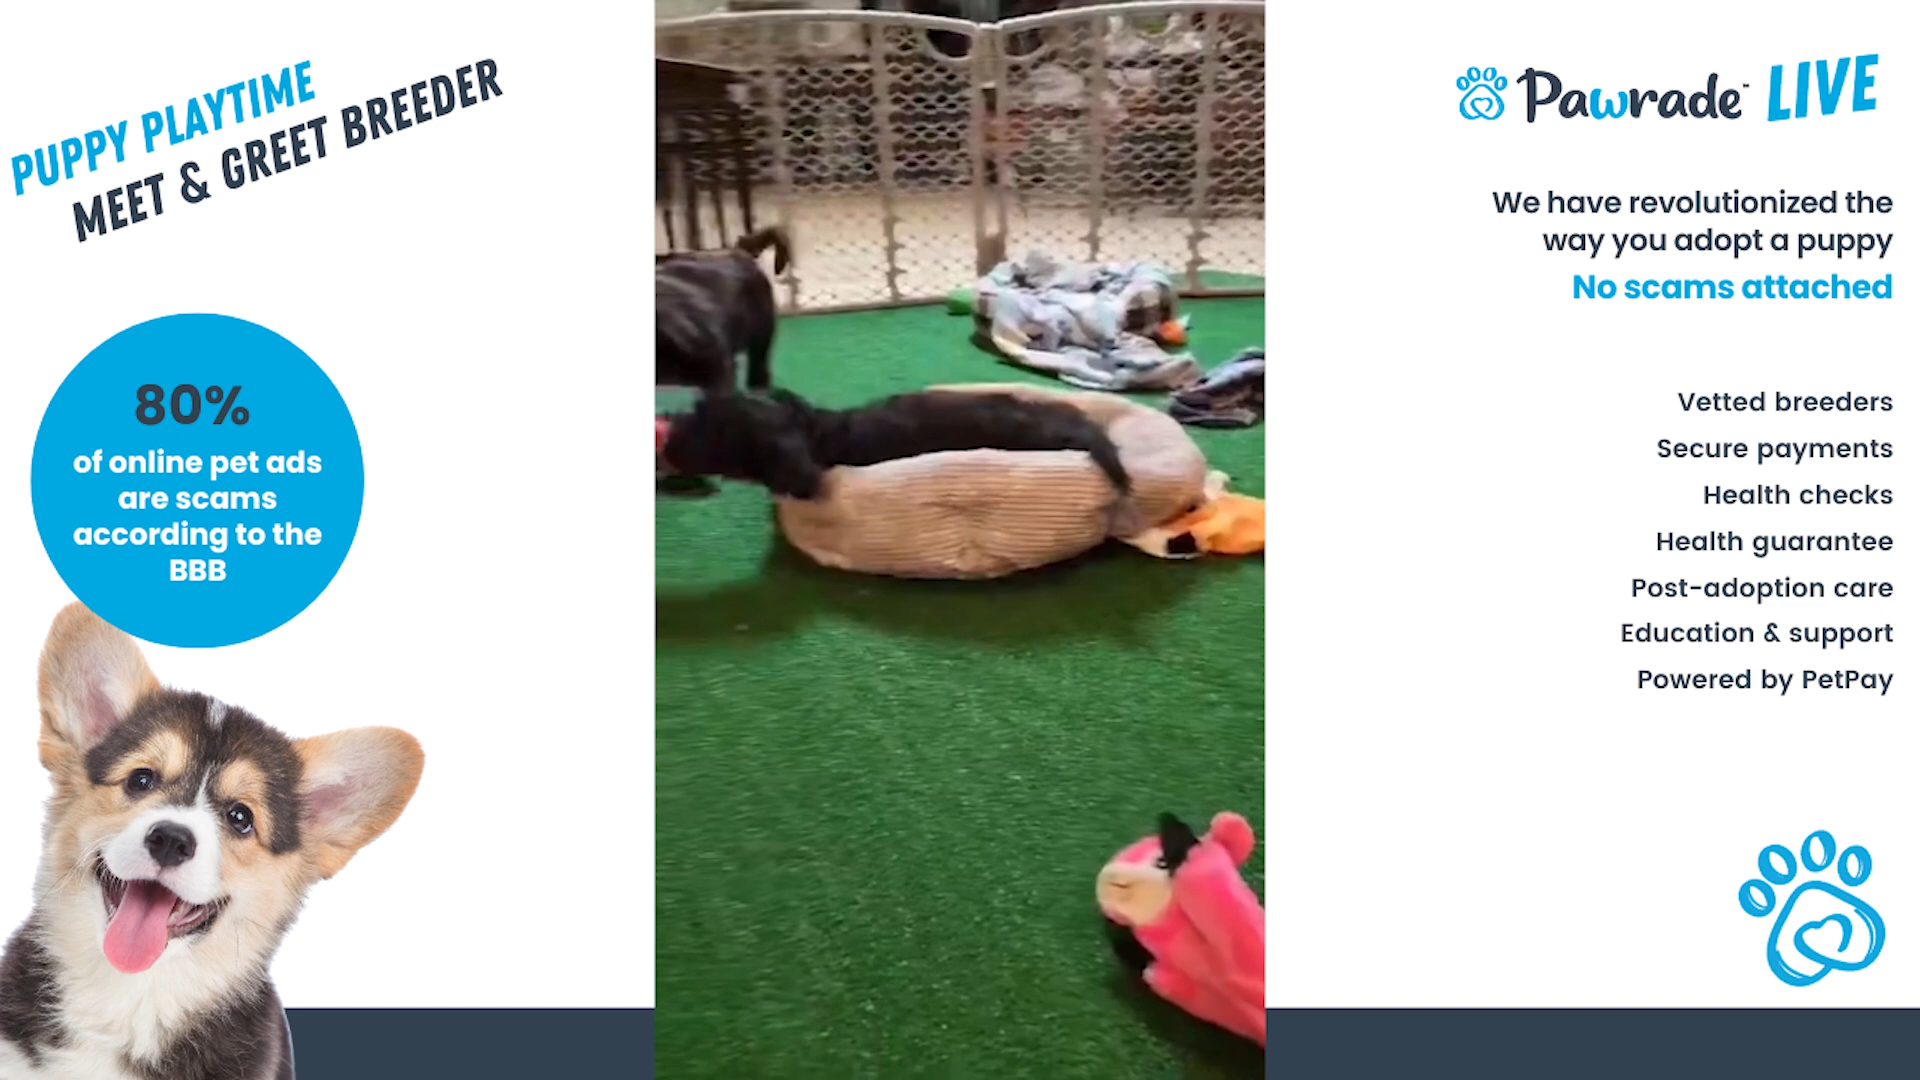 PUPPY PLAYTIME
MEET & GREET BREEDER
80%
of online pet ads
are scams
according to the
BBB
Pawrade™ LIVE
We have revolutionized the
way you adopt a puppy
No scams attached
Vetted breeders
Secure payments
Health checks
Health guarantee
Post-adoption care
Education & support
Powered by PetPay